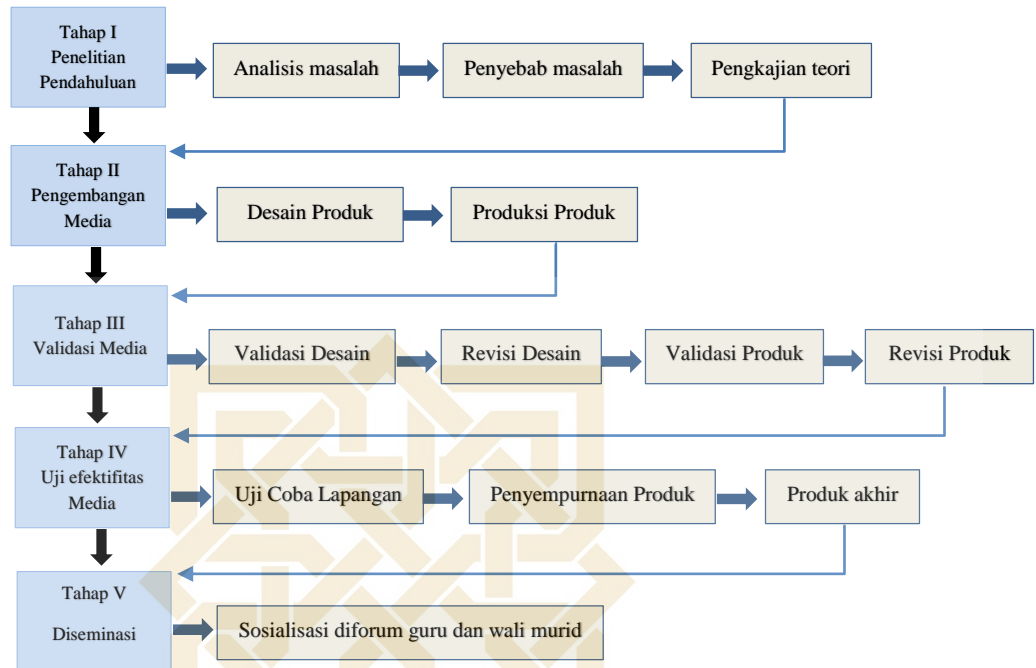 Tahap I
Penelitian
Pendahuluan
Analisis masalah
Penyebab masalah
Pengkajian teori
Tahap II
Pengembangan
Media
Desain Produk
Produksi Produk
Tahap III
Validasi Media
Validasi Desain
Revisi Desain
Validasi Produk
Revisi Produk
Tahap IV
Uji efektifitas
Media
Uji Coba Lapangan
Penyempurnaan Produk
Produk akhir
Tahap V
Diseminasi
Sosialisasi diforum guru dan wali murid